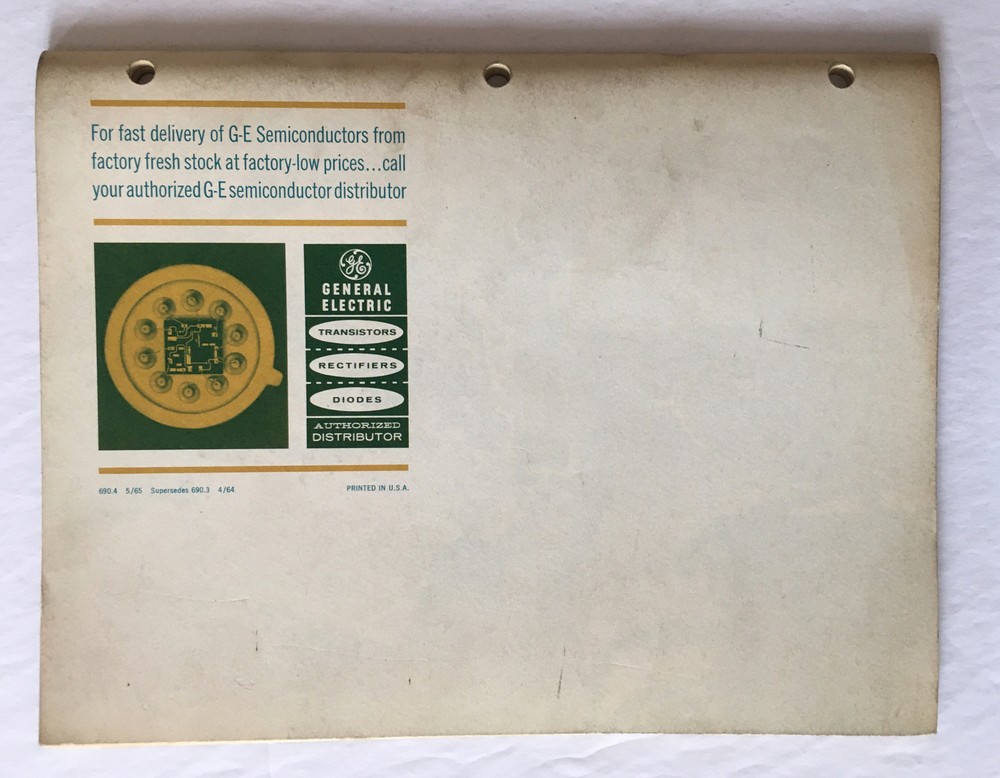 For fast delivery of G-E Semiconductors from
factory fresh stock at factory-low prices...call
your authorized G-E semiconductor distributor
GE
GENERAL
ELECTRIC
TRANSISTORS
RECTIFIERS
DIODES
AUTHORIZED
DISTRIBUTOR
690.4 5/65 Supersedes 690.3 4/64
PRINTED IN U.S.A.